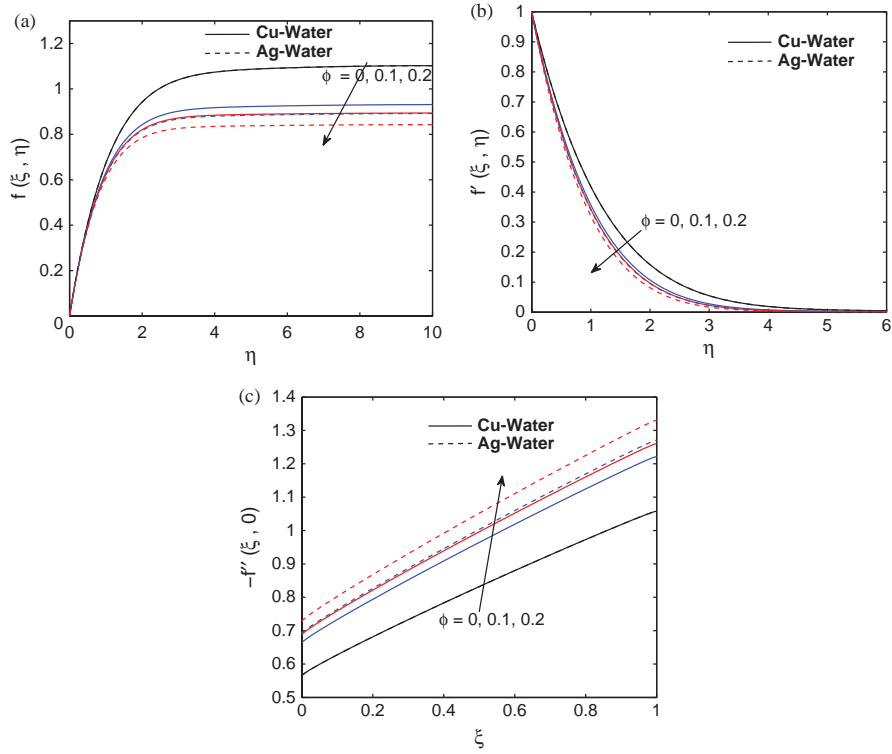 (a)
Cu-Water
Ag-Water
ϕ = 0, 0.1, 0.2
1.2
1
0.8
0.6
0.4
0.2
0
f (ξ , η)
0 2 4 6 8 10
η
(b)
Cu-Water
Ag-Water
ϕ = 0, 0.1, 0.2
1
0.9
0.8
0.7
0.6
0.5
0.4
0.3
0.2
0.1
0
f′ (ξ , η)
0 1 2 3 4 5 6
η
(c)
Cu-Water
Ag-Water
ϕ = 0, 0.1, 0.2
1.4
1.3
1.2
1.1
1
0.9
0.8
0.7
0.6
0.5
−f′′ (ξ , 0)
0 0.2 0.4 0.6 0.8 1
ξ